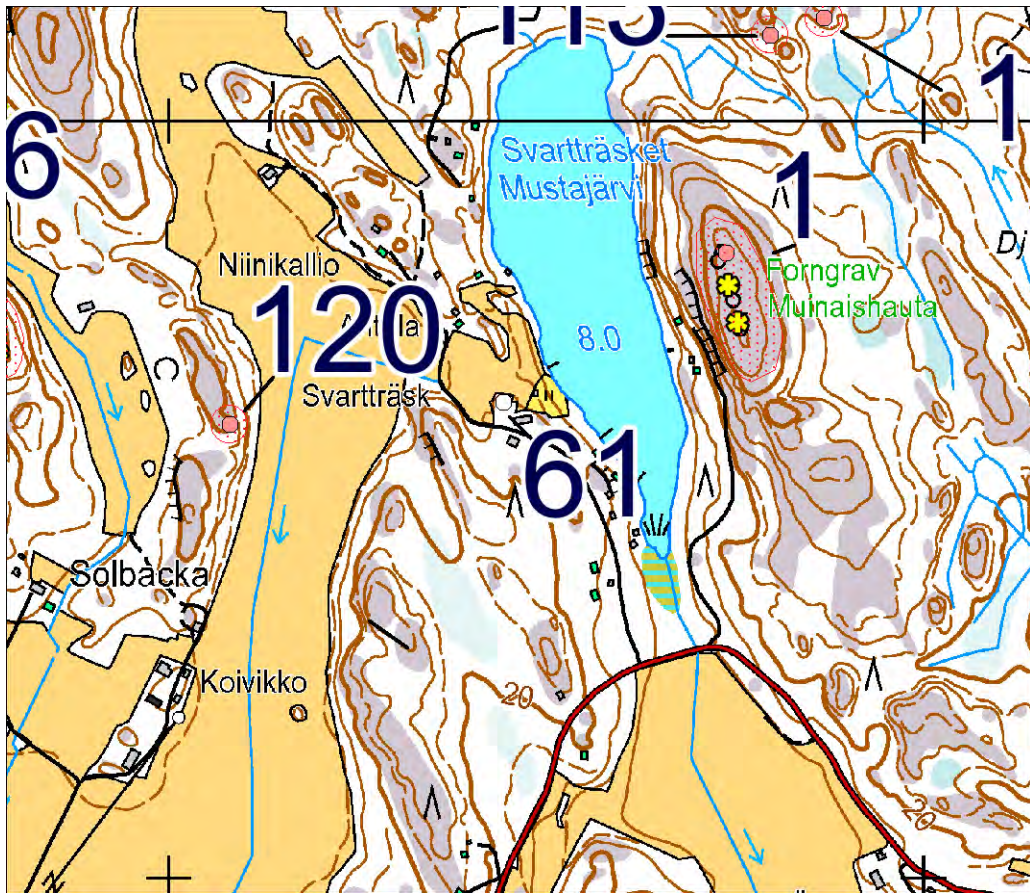 1
6
Svartträsket
Mustajärvi
1
Dj
Niinikallio
Forngrav
Muinaishauta
120
8.0
Svartträsk
61
Solbacka
Koivikko
20
20